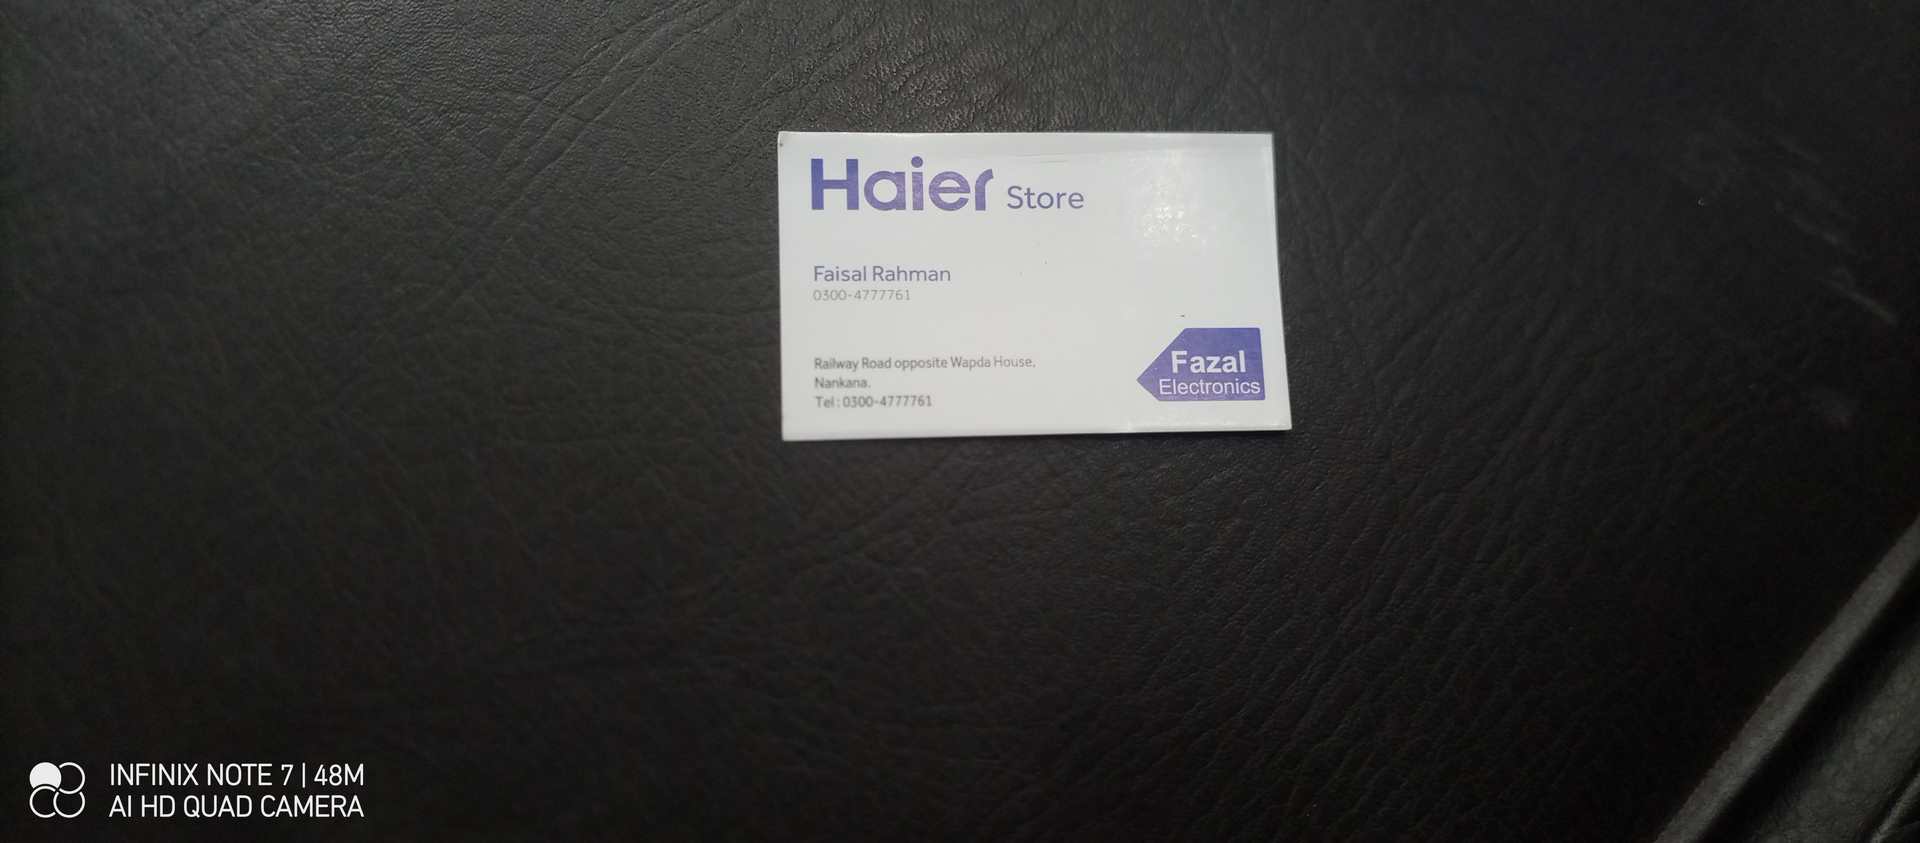 Haier Store
Faisal Rahman
0300-4777761
Railway Road opposite Wapda House,
Nankana.
Tel: 0300-4777761
Fazal
Electronics
INFINIX NOTE 7 | 48M
AI HD QUAD CAMERA